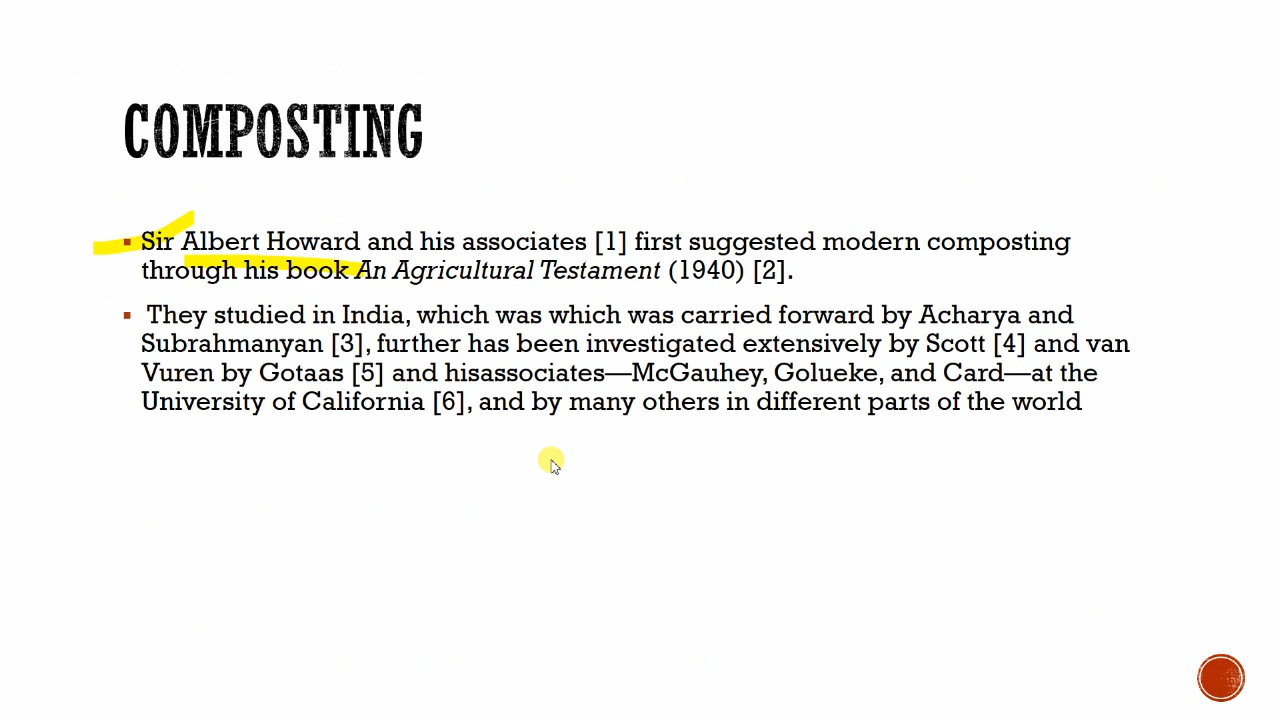 COMPOSTING
Sir Albert Howard and his associates [1] first suggested modern composting
through his book An Agricultural Testament (1940) [2].
They studied in India, which was which was carried forward by Acharya and
Subrahmanyan [3], further has been investigated extensively by Scott [4] and van
Vuren by Gotaas [5] and hisassociates—McGauhey, Golueke, and Card—at the
University of California [6], and by many others in different parts of the world